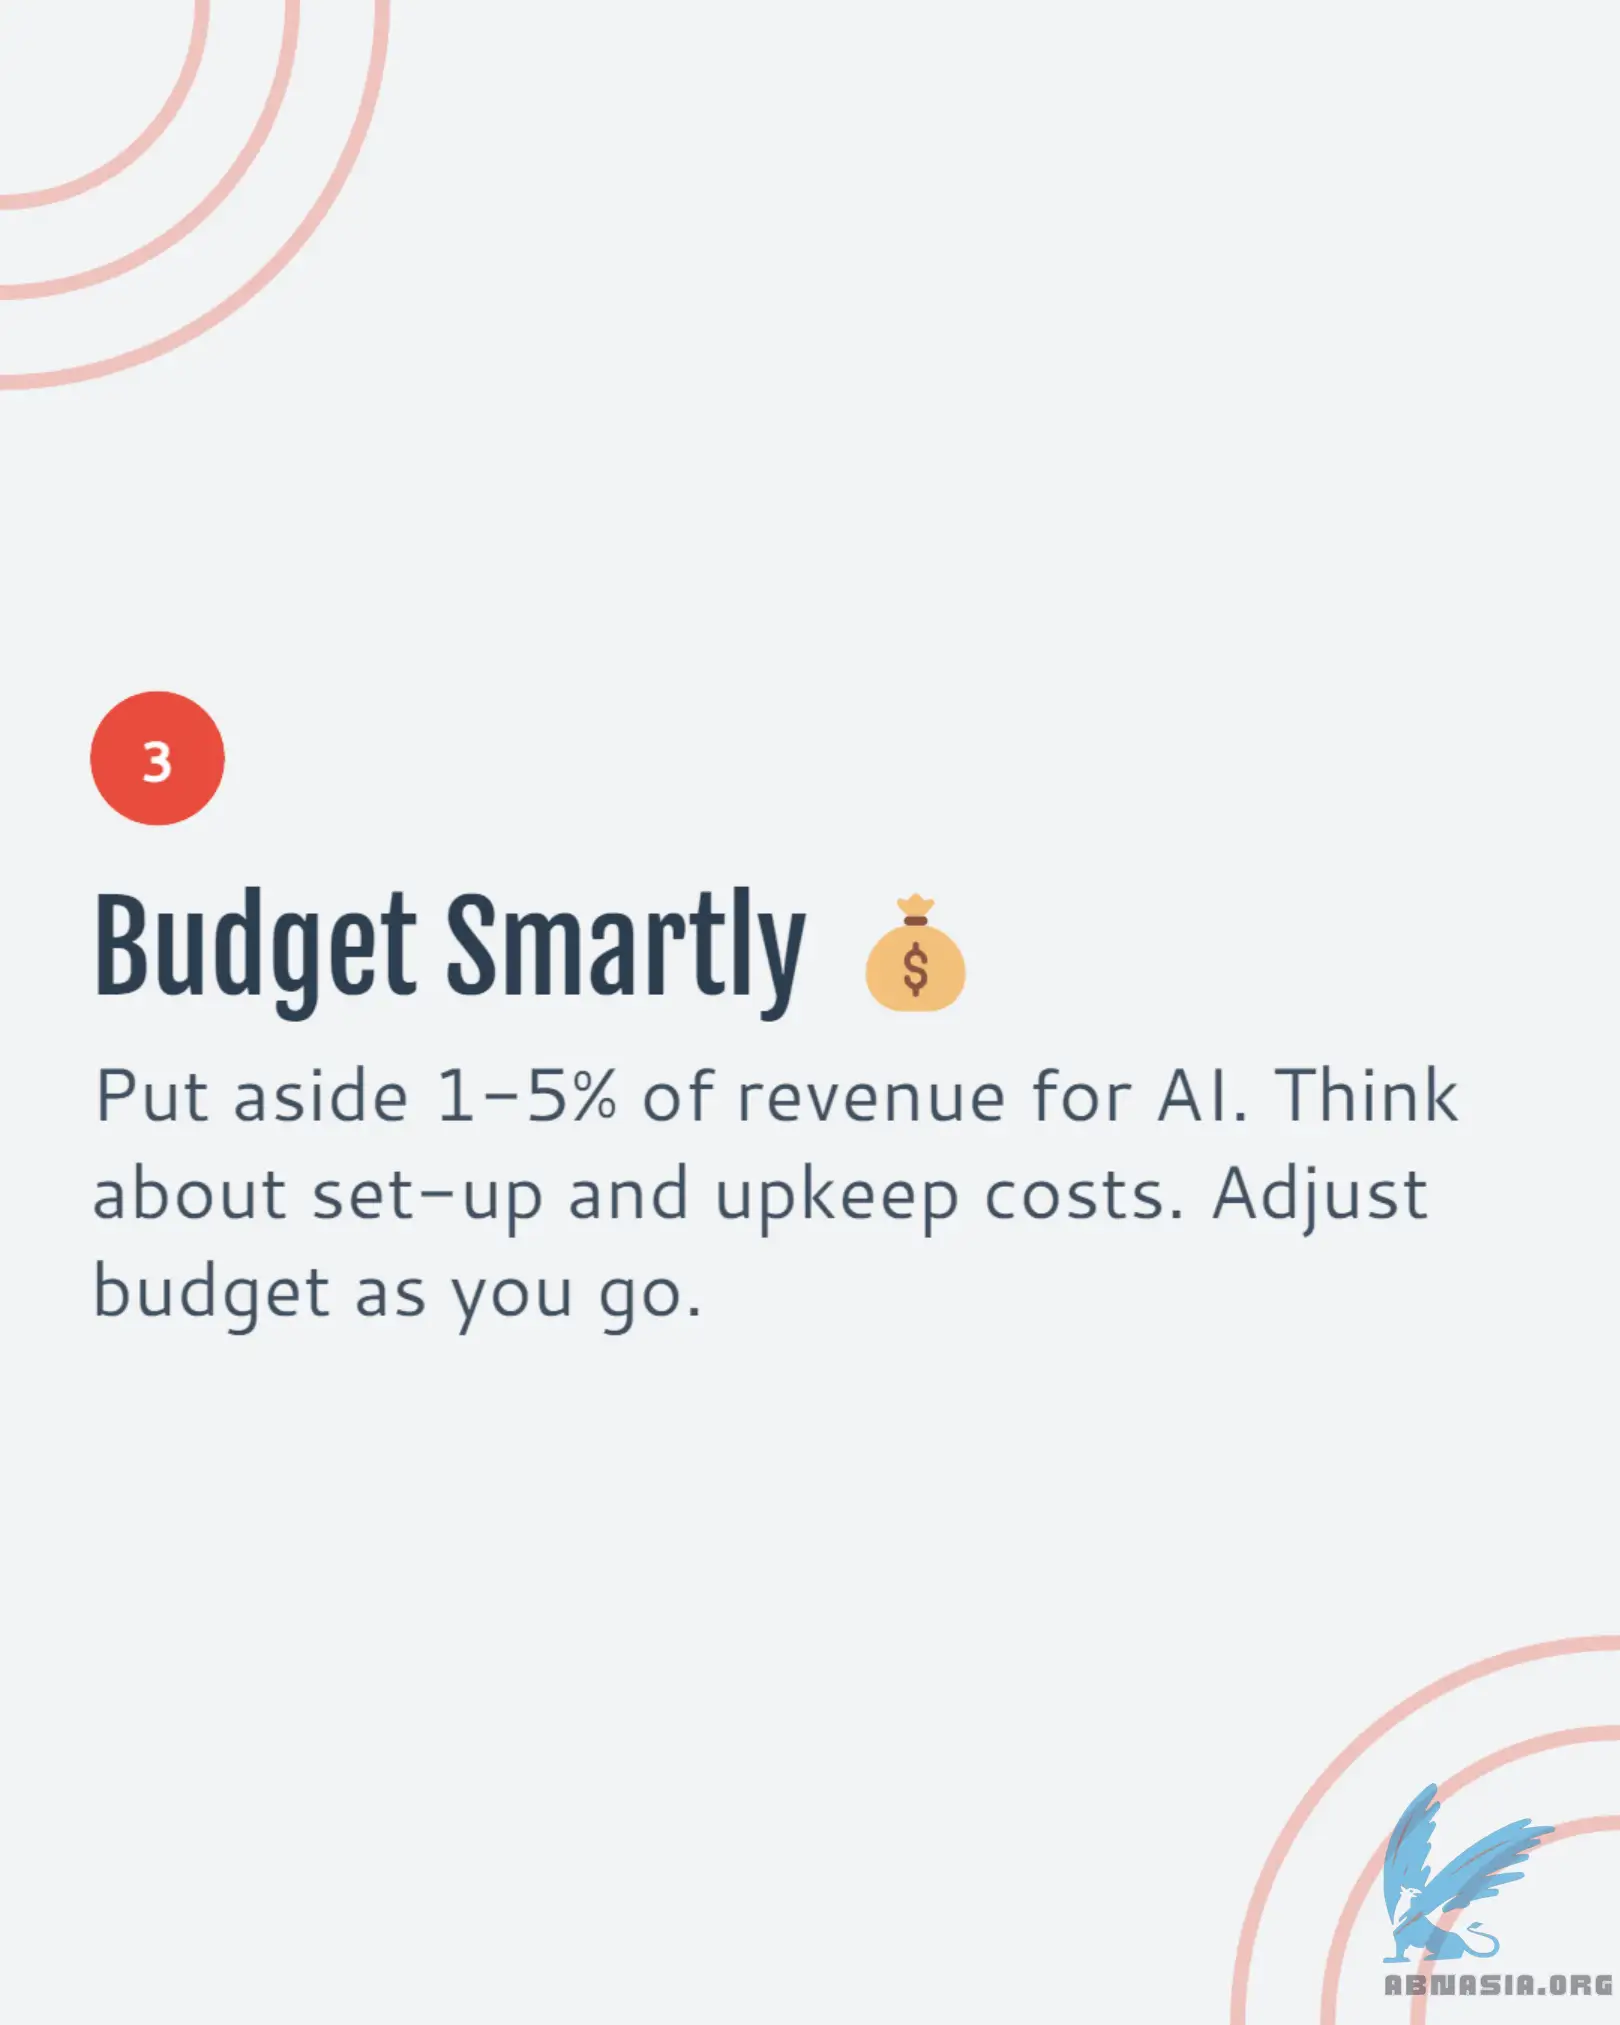 3
Budget Smartly
Put aside 1-5% of revenue for AI. Think
about set-up and upkeep costs. Adjust
budget as you go.
ABNASIA.ORG